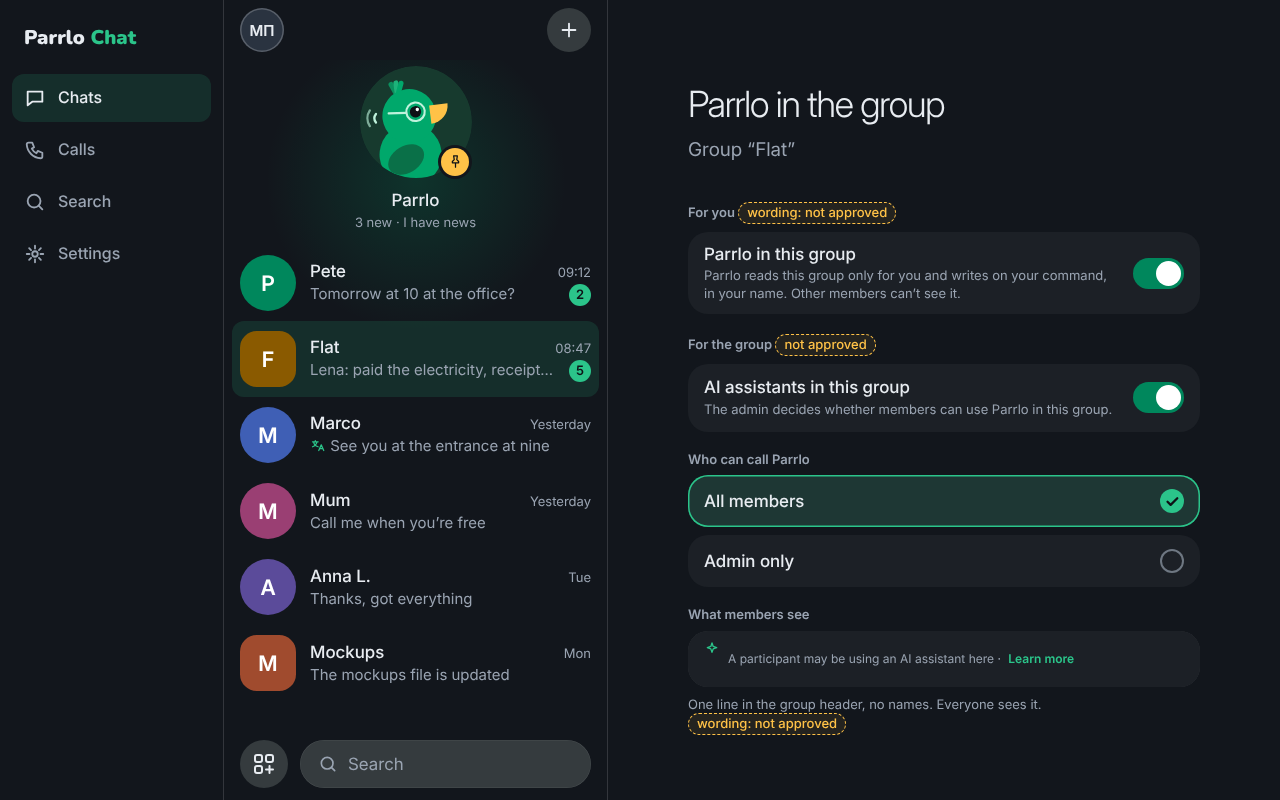 Parrlo Chat
Chats
Calls
Search
Settings
МП
Parrlo
3 new · I have news
P
Pete
09:12
Tomorrow at 10 at the office?
2
F
Flat
08:47
Lena: paid the electricity, receipt…
5
M
Marco
Yesterday
See you at the entrance at nine
M
Mum
Yesterday
Call me when you’re free
A
Anna L.
Tue
Thanks, got everything
M
Mockups
Mon
The mockups file is updated
Search
Parrlo in the group
Group “Flat”
For you wording: not approved
Parrlo in this group
Parrlo reads this group only for you and writes on your command,
in your name. Other members can’t see it.
For the group not approved
AI assistants in this group
The admin decides whether members can use Parrlo in this group.
Who can call Parrlo
All members
Admin only
What members see
A participant may be using an AI assistant here · Learn more
One line in the group header, no names. Everyone sees it.
wording: not approved